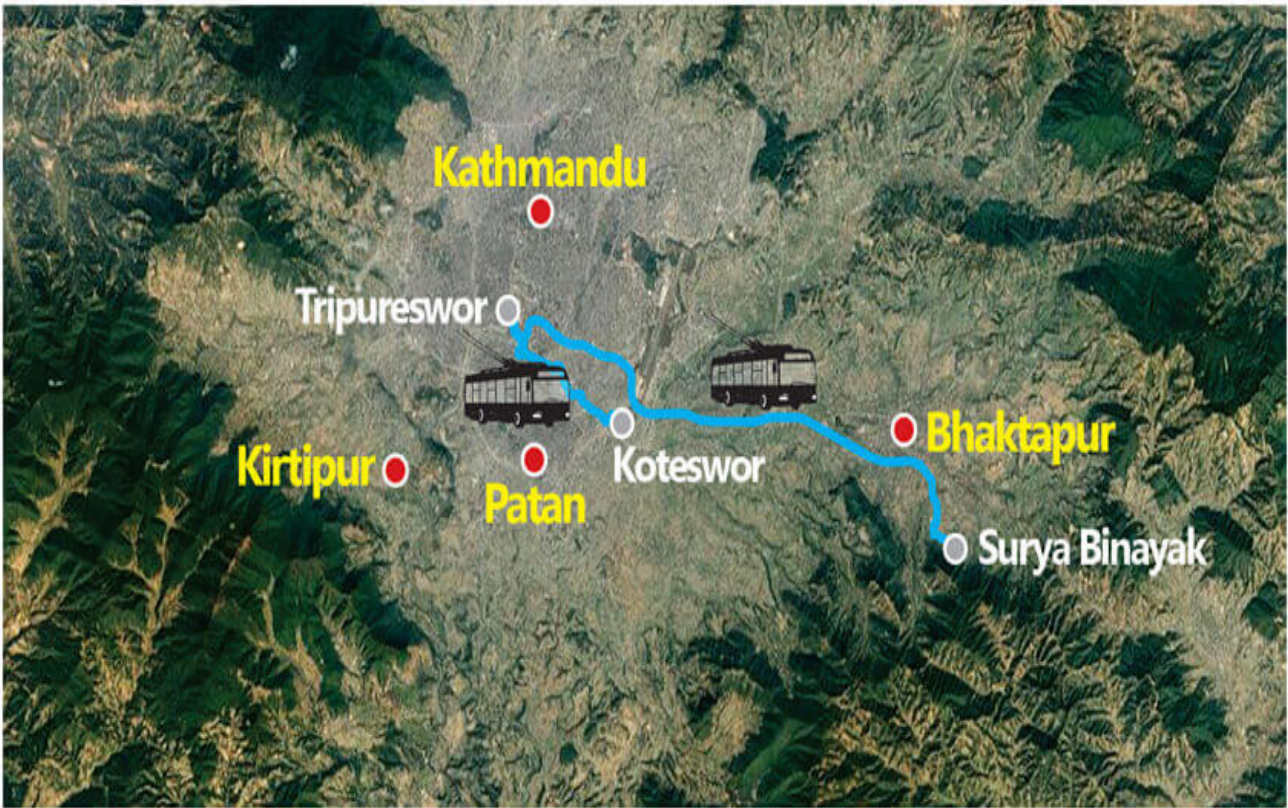 Kathmandu
Tripureswor
Bhaktapur
Kirtipur
Koteswor
Patan
Surya Binayak